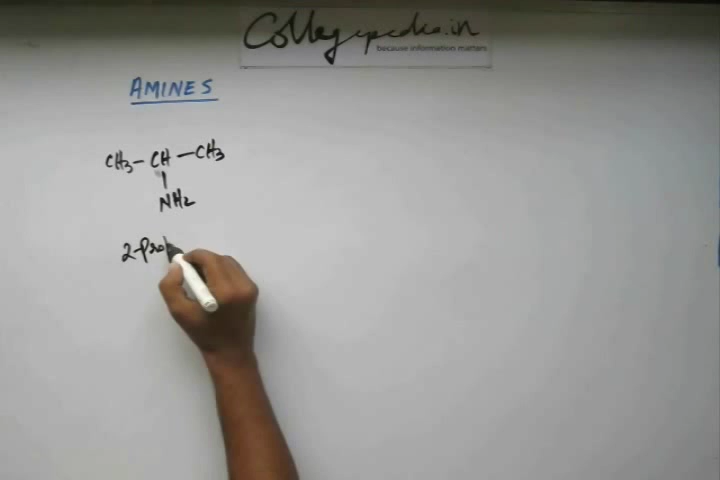 Collegepedia.in
because information matters
AMINES
CH3 - CH - CH3
|
NH2
2-Pro